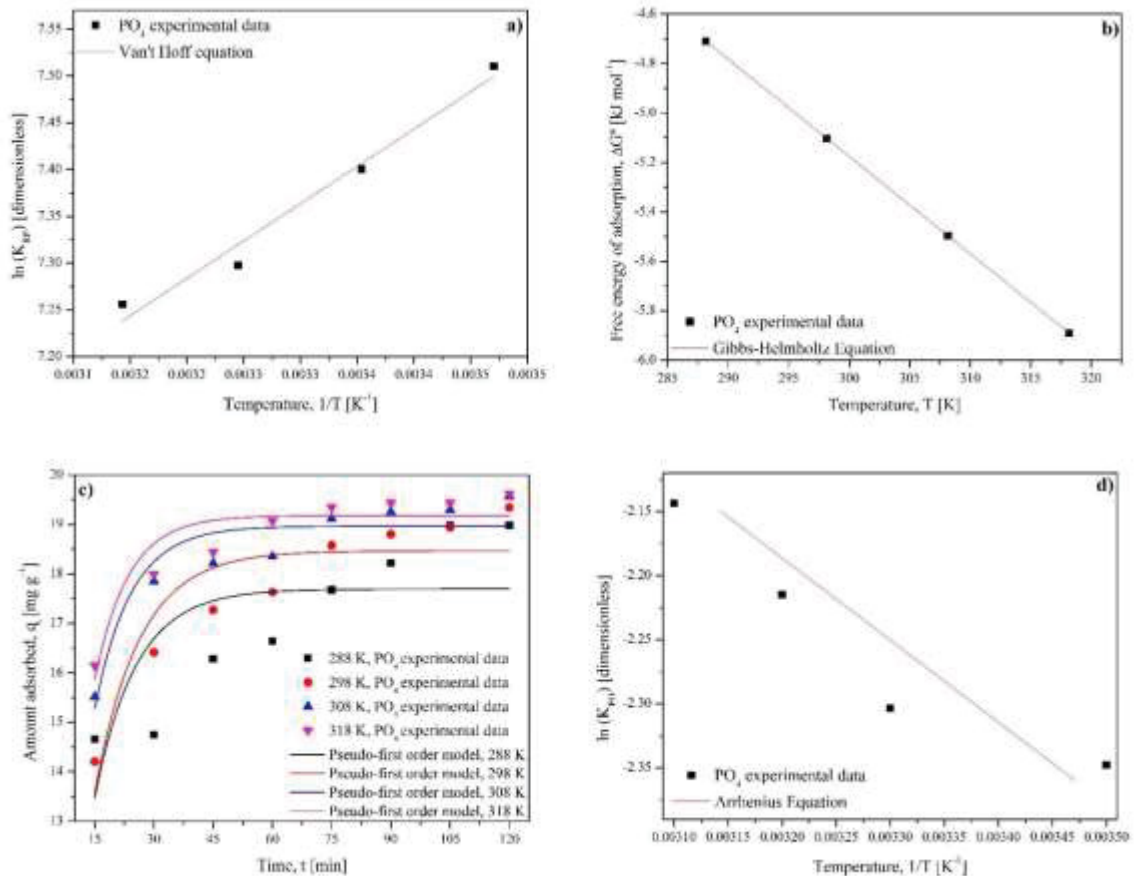 a)
PO4 experimental data
Van't Hoff equation
ln (KRP) [dimensionless]
7.50
7.40
7.35
7.30
7.25
7.20
0.0031 0.0032 0.0032 0.0033 0.0033 0.0034 0.0034 0.0035 0.0035
Temperature, 1/T [K-1]
b)
Free energy of adsorption, ΔG° [kJ mol-1]
-4.6
-4.8
-5.0
-5.2
-5.4
-5.6
-5.8
-6.0
PO4 experimental data
Gibbs-Helmholtz Equation
285 290 295 300 305 310 315 320
Temperature, T [K]
c)
Amount adsorbed, q [mg g-1]
20
19
18
17
16
15
14
13
288 K, PO4 experimental data
298 K, PO4 experimental data
308 K, PO4 experimental data
318 K, PO4 experimental data
Pseudo-first order model, 288 K
Pseudo-first order model, 298 K
Pseudo-first order model, 308 K
Pseudo-first order model, 318 K
15 30 45 60 75 90 105 120
Time, t [min]
d)
[dimensionless]
-2.15
-2.20
-2.25
-2.30
-2.35
PO4 experimental data
Arrhenius Equation
0.00310 0.00315 0.00320 0.00325 0.00330 0.00335 0.00340 0.00345 0.00350
Temperature, 1/T [K-1]